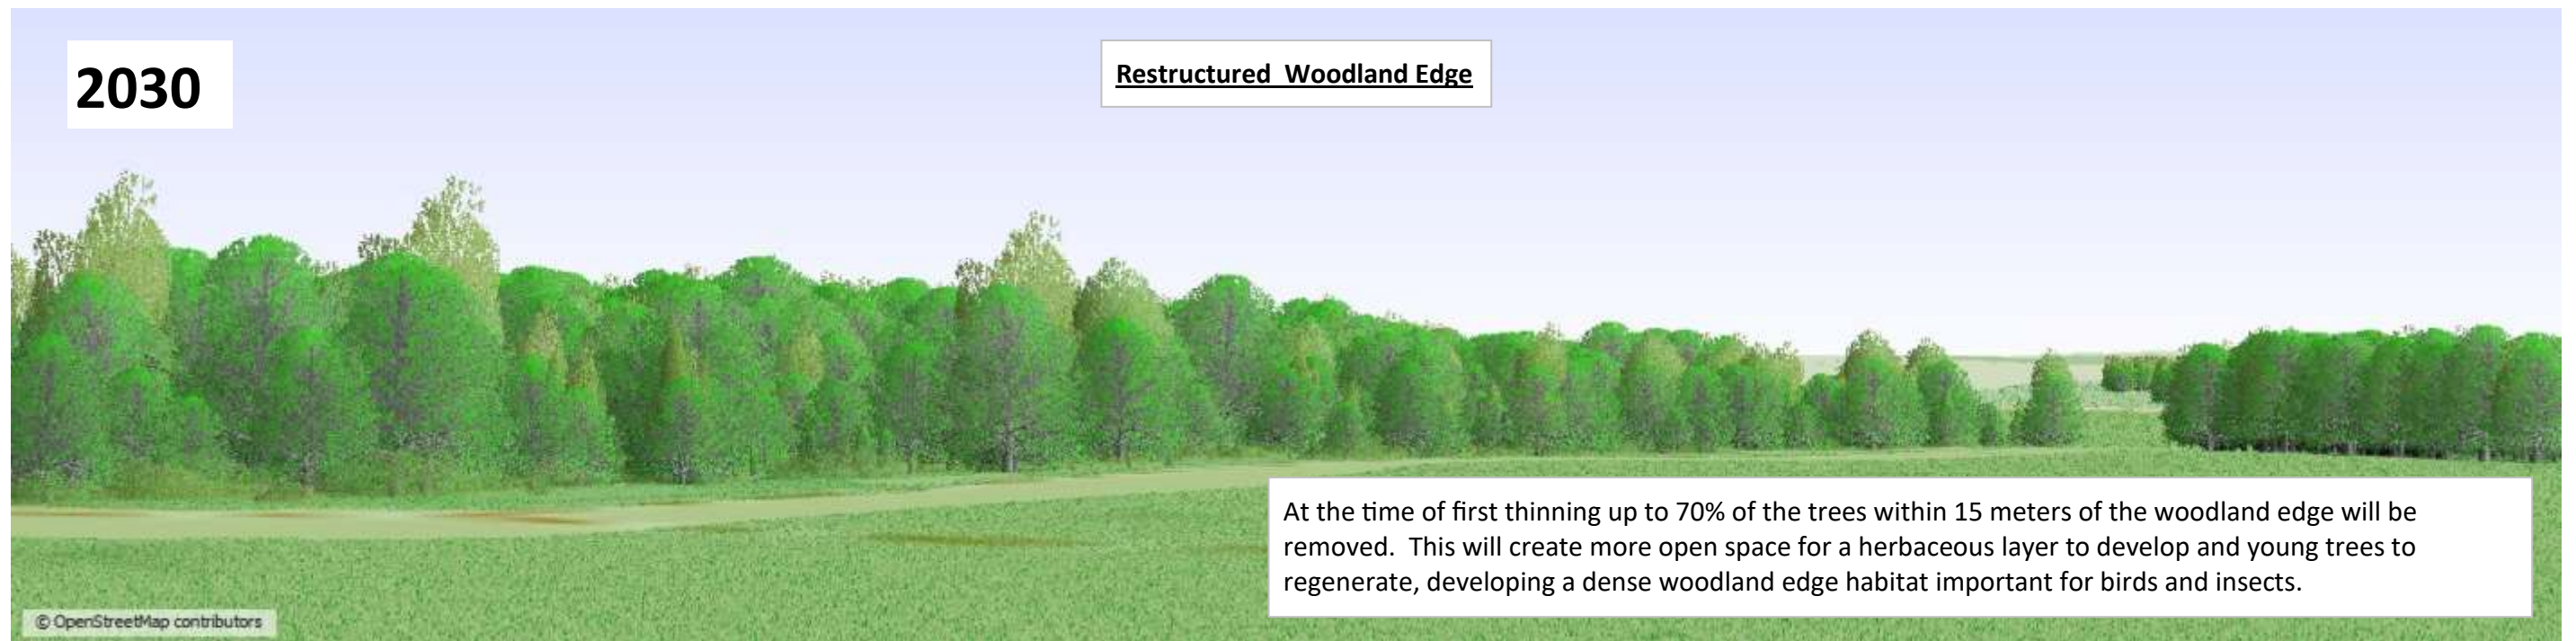 2030
Restructured  Woodland Edge
At the time of first thinning up to 70% of the trees within 15 meters of the woodland edge will be
removed.  This will create more open space for a herbaceous layer to develop and young trees to
regenerate, developing a dense woodland edge habitat important for birds and insects.
© OpenStreetMap contributors